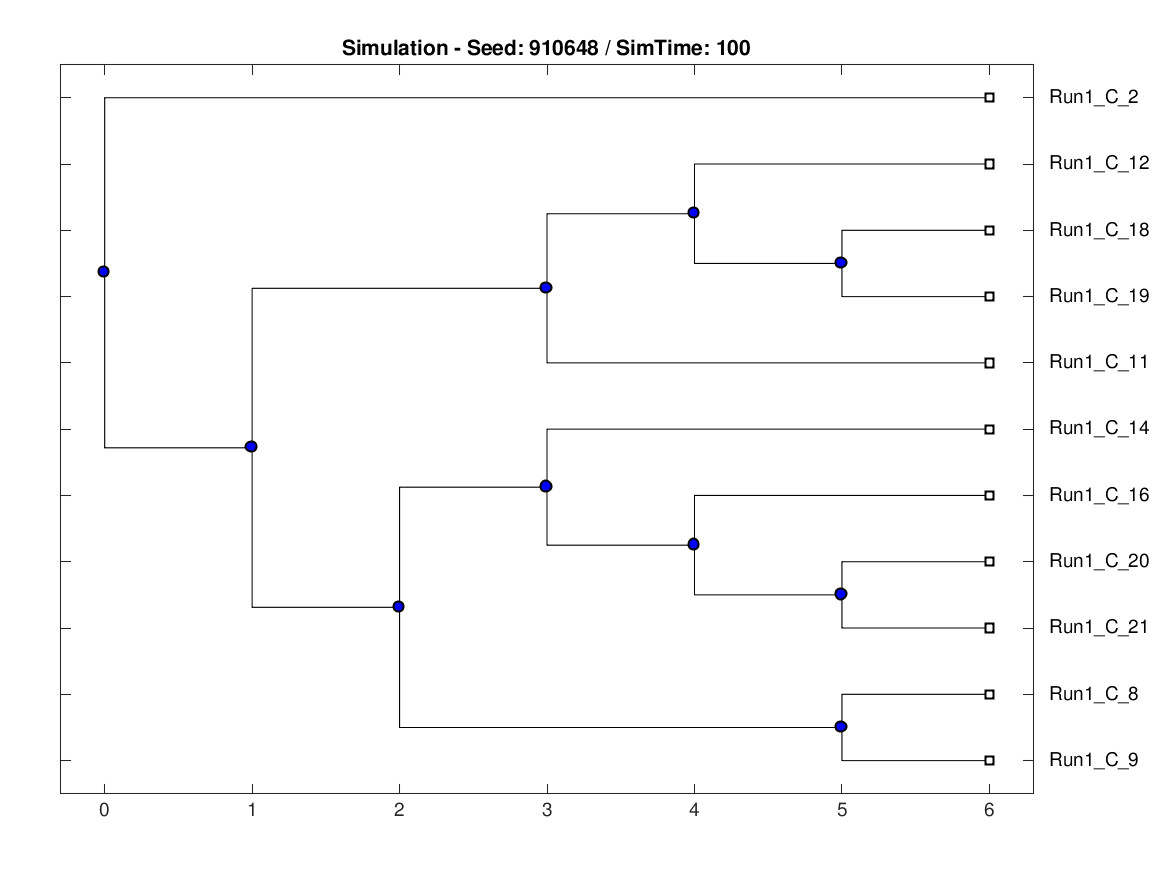 Simulation - Seed: 910648 / SimTime: 100
Run1_C_2
Run1_C_12
Run1_C_18
Run1_C_19
Run1_C_11
Run1_C_14
Run1_C_16
Run1_C_20
Run1_C_21
Run1_C_8
Run1_C_9
0 1 2 3 4 5 6